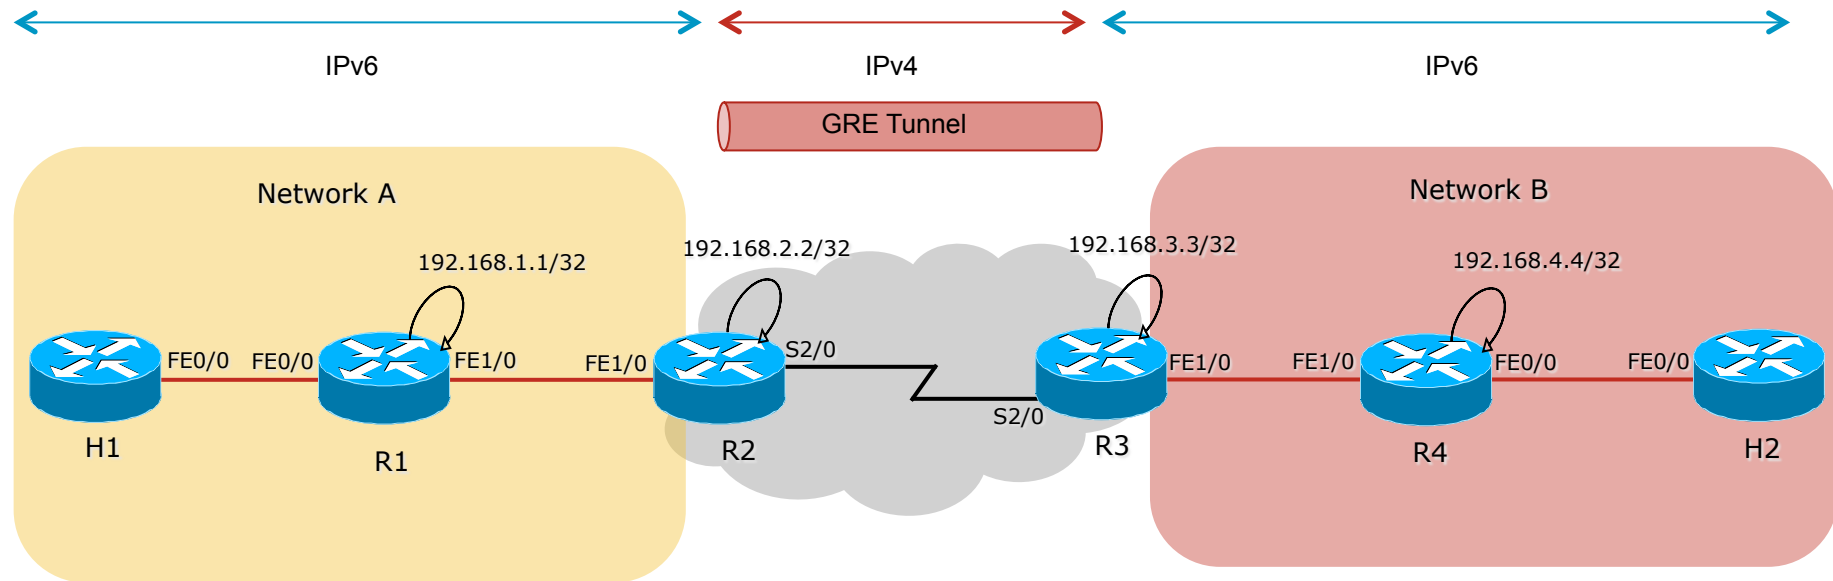 IPv6
IPv4
IPv6
GRE Tunnel
Network A
Network B
192.168.1.1/32
192.168.2.2/32
192.168.3.3/32
192.168.4.4/32
FE0/0
FE0/0
FE1/0
FE1/0
S2/0
S2/0
FE1/0
FE1/0
FE0/0
FE0/0
H1
R1
R2
R3
R4
H2